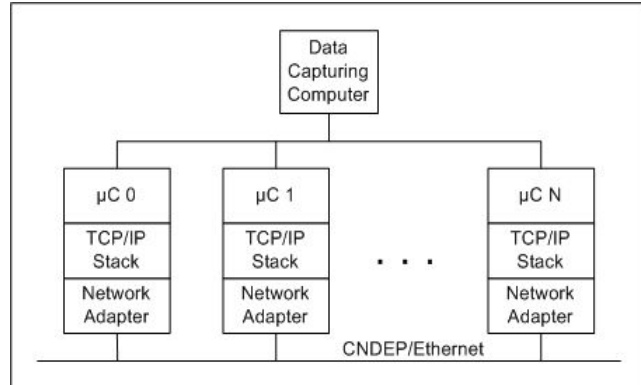 Data
Capturing
Computer
µC 0
µC 1
µC N
TCP/IP
Stack
TCP/IP
Stack
. . .
TCP/IP
Stack
Network
Adapter
Network
Adapter
Network
Adapter
CNDEP/Ethernet